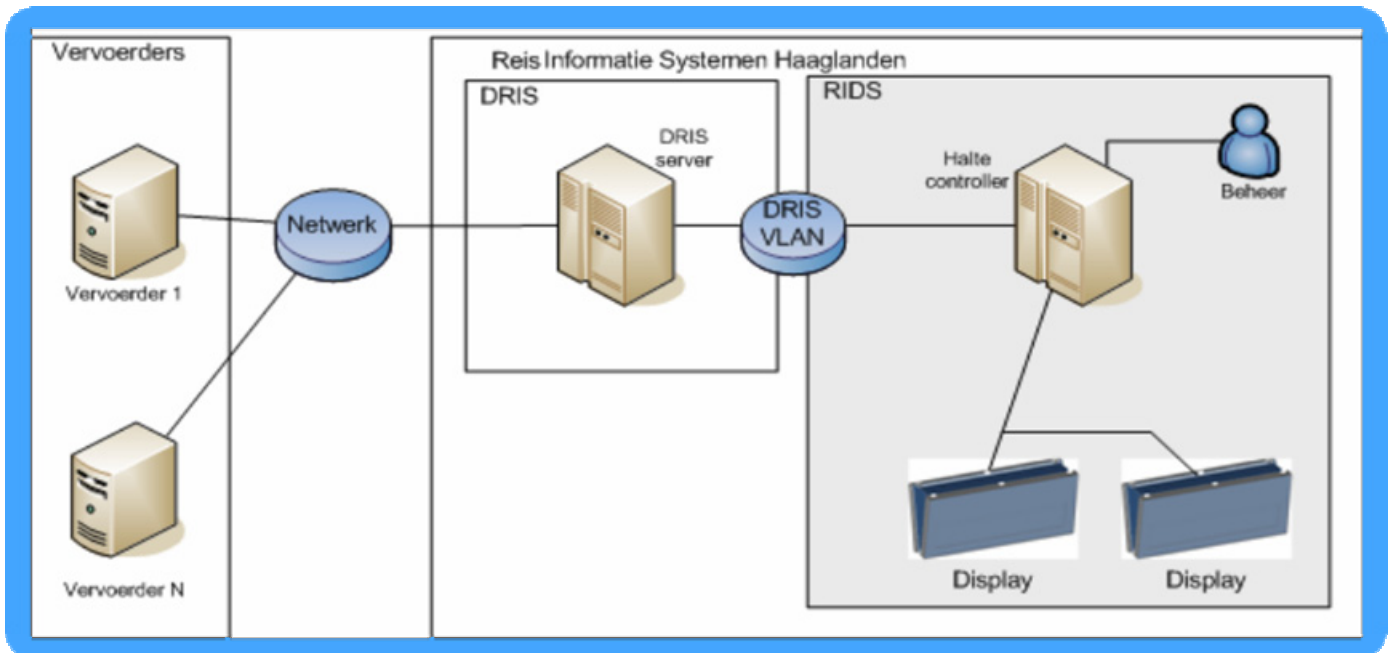 Vervoerders
Reis Informatie Systemen Haaglanden
DRIS
RIDS
DRIS
server
Halte
controller
Beheer
Netwerk
DRIS
VLAN
Vervoerder 1
Vervoerder N
Display
Display